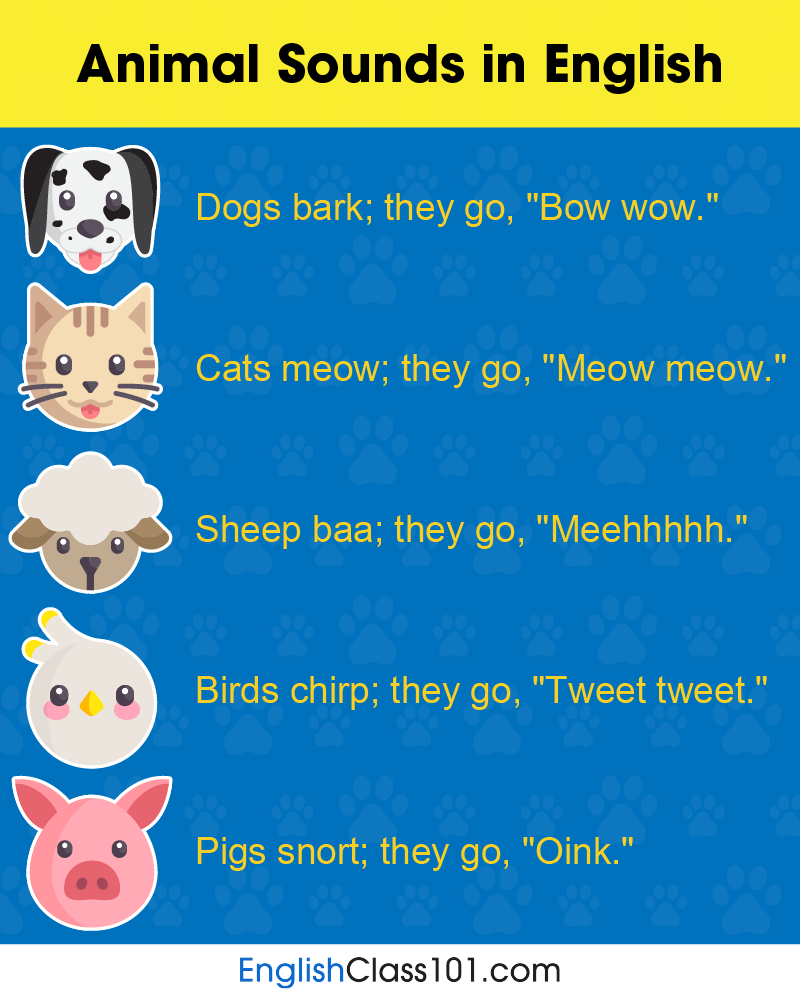 Animal Sounds in English
Dogs bark; they go, "Bow wow."
Cats meow; they go, "Meow meow."
Sheep baa; they go, "Meehhhhh."
Birds chirp; they go, "Tweet tweet."
Pigs snort; they go, "Oink."
EnglishClass101.com